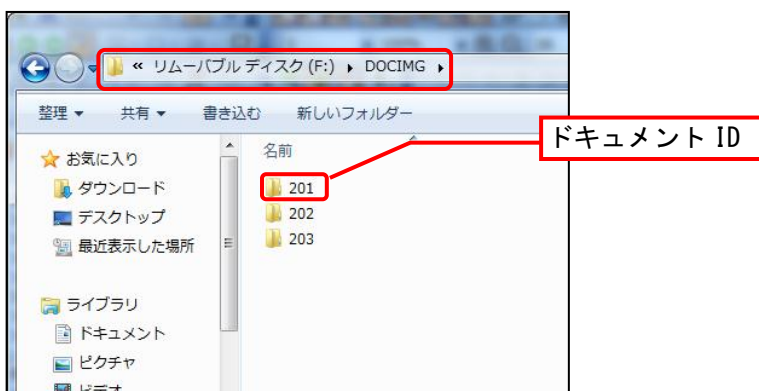 « リムーバブル ディスク (F:) ▸ DOCIMG ▸
整理 ▼ 共有 ▼ 書き込む 新しいフォルダー
ドキュメント ID
お気に入り
ダウンロード
デスクトップ
最近表示した場所
ライブラリ
ドキュメント
ピクチャ
ビデオ
名前
201
202
203